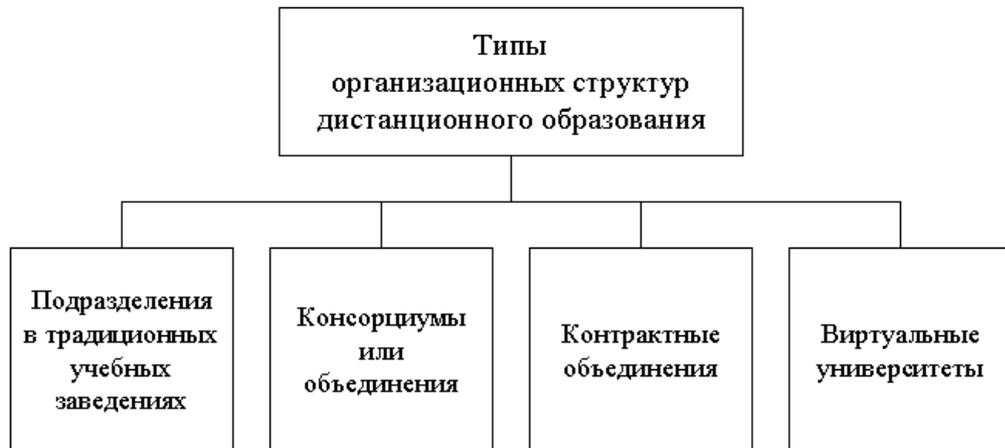 Типы
организационных структур
дистанционного образования
Подразделения
в традиционных
учебных
заведениях
Консорциумы
или
объединения
Контрактные
объединения
Виртуальные
университеты